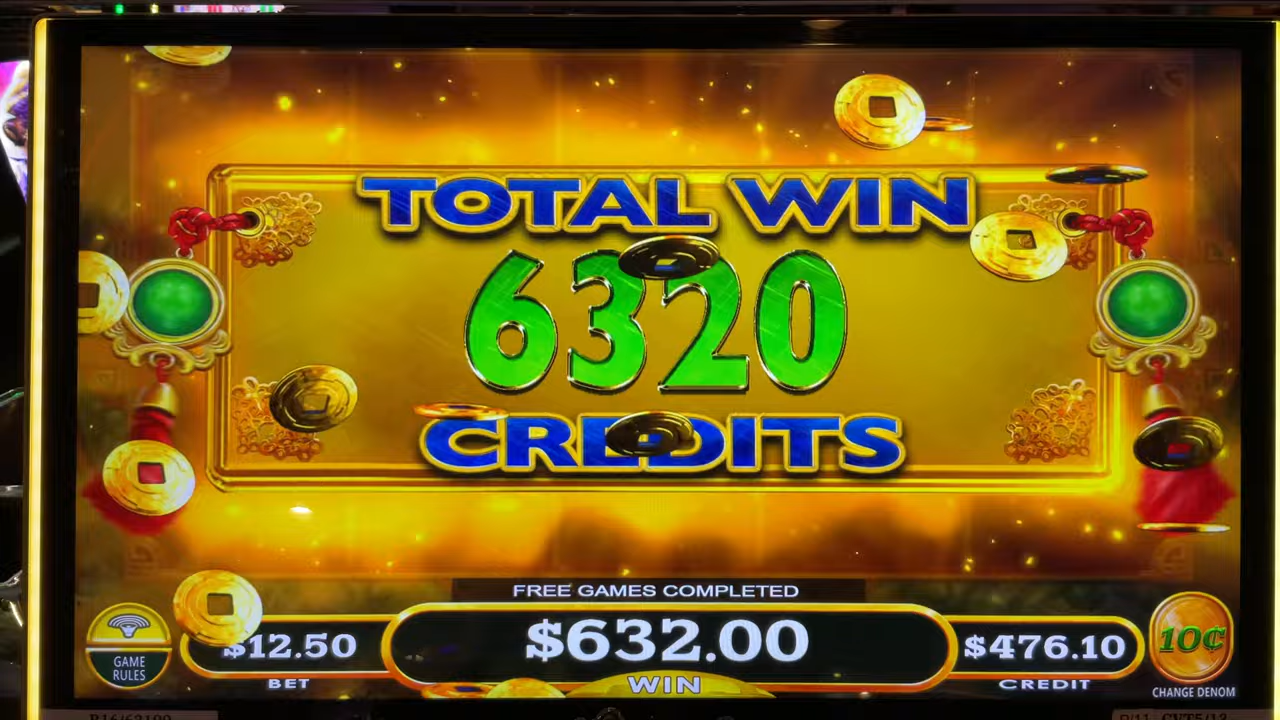 TOTAL WIN
6320
CREDITS
FREE GAMES COMPLETED
$12.50
$632.00
$476.10
10¢
GAME
RULES
BET
WIN
CREDIT
CHANGE DENOM